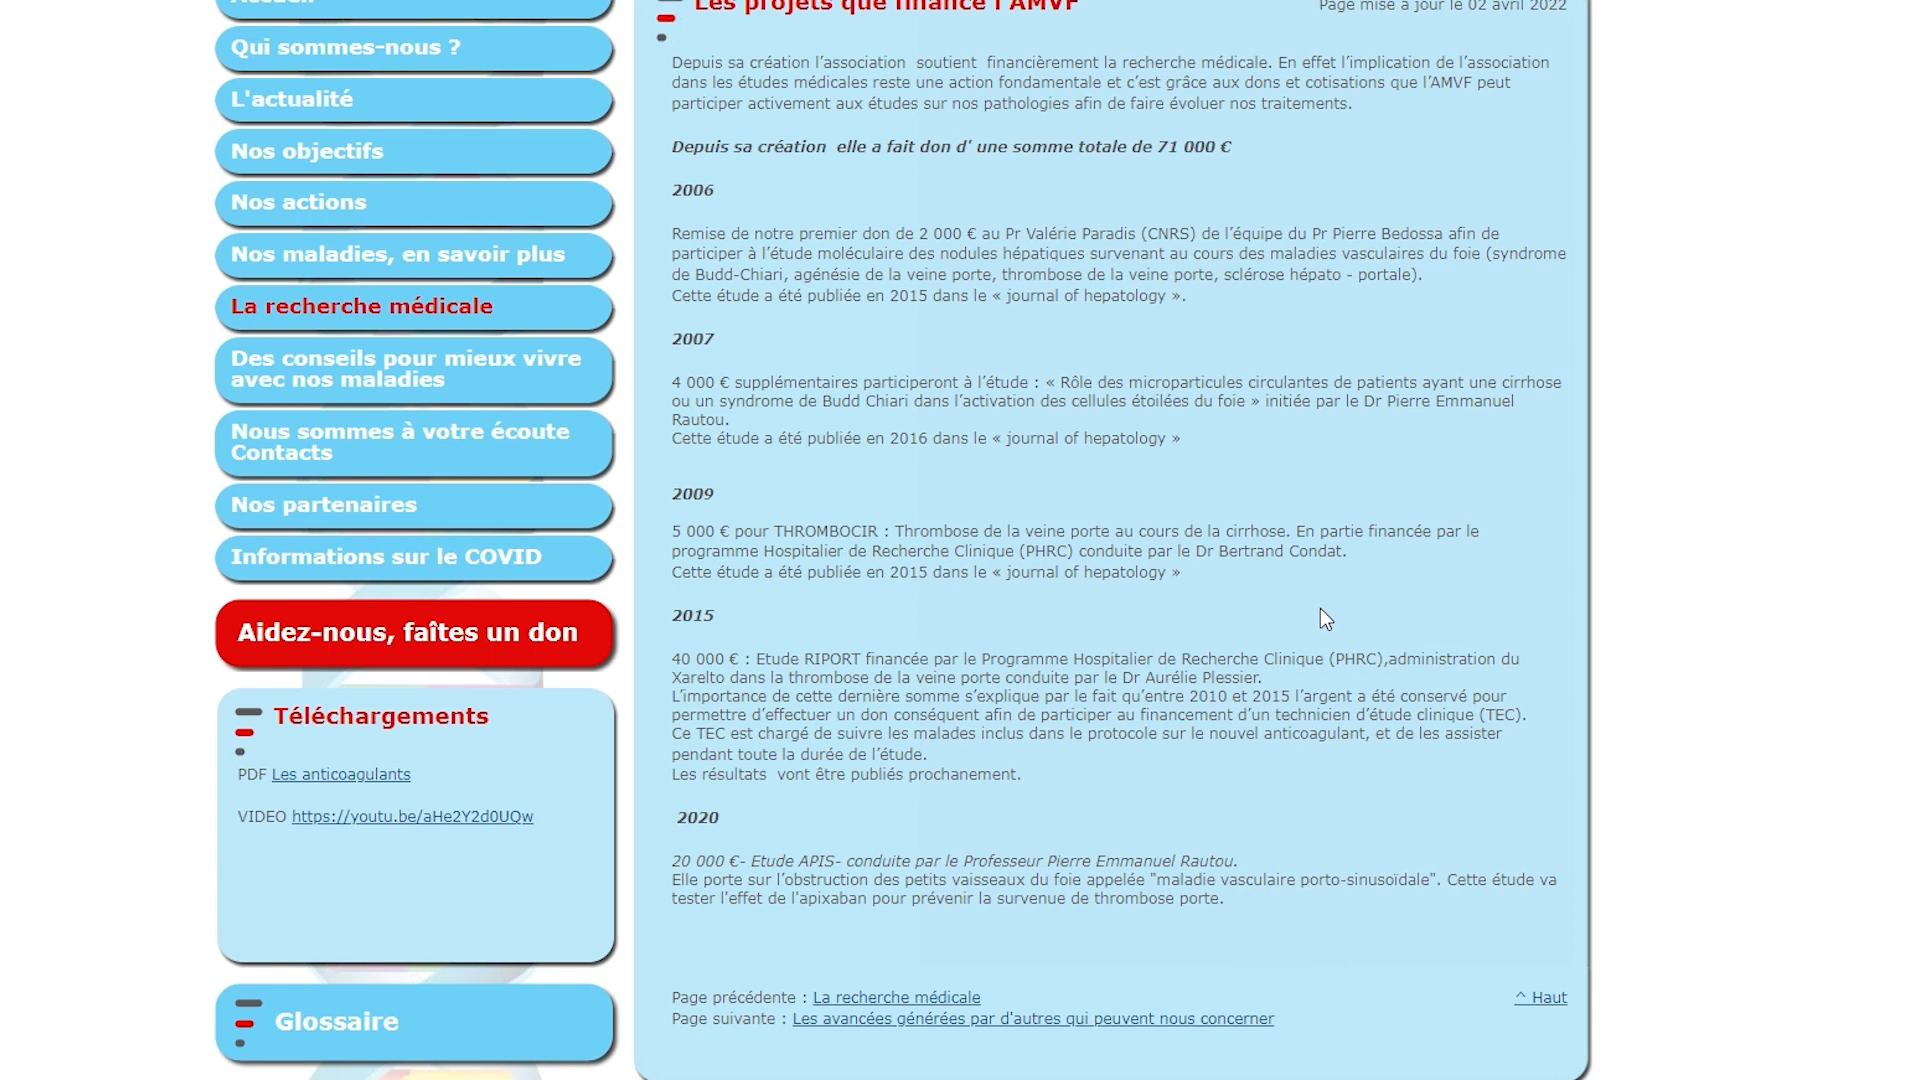 Accueil
Qui sommes-nous ?
L'actualité
Nos objectifs
Nos actions
Nos maladies, en savoir plus
La recherche médicale
Des conseils pour mieux vivre
avec nos maladies
Nous sommes à votre écoute
Contacts
Nos partenaires
Informations sur le COVID
Aidez-nous, faîtes un don
Téléchargements
PDF Les anticoagulants
VIDEO https://youtu.be/aHe2Y2d0UQw
Glossaire
Les projets que finance l'AMVF
Page mise à jour le 02 avril 2022
Depuis sa création l’association  soutient  financièrement la recherche médicale. En effet l’implication de l’association
dans les études médicales reste une action fondamentale et c’est grâce aux dons et cotisations que l’AMVF peut
participer activement aux études sur nos pathologies afin de faire évoluer nos traitements.
Depuis sa création  elle a fait don d' une somme totale de 71 000 €
2006
Remise de notre premier don de 2 000 € au Pr Valérie Paradis (CNRS) de l’équipe du Pr Pierre Bedossa afin de
participer à l’étude moléculaire des nodules hépatiques survenant au cours des maladies vasculaires du foie (syndrome
de Budd-Chiari, agénésie de la veine porte, thrombose de la veine porte, sclérose hépato - portale).
Cette étude a été publiée en 2015 dans le « journal of hepatology ».
2007
4 000 € supplémentaires participeront à l’étude : « Rôle des microparticules circulantes de patients ayant une cirrhose
ou un syndrome de Budd Chiari dans l’activation des cellules étoilées du foie » initiée par le Dr Pierre Emmanuel
Rautou.
Cette étude a été publiée en 2016 dans le « journal of hepatology »
2009
5 000 € pour THROMBOCIR : Thrombose de la veine porte au cours de la cirrhose. En partie financée par le
programme Hospitalier de Recherche Clinique (PHRC) conduite par le Dr Bertrand Condat.
Cette étude a été publiée en 2015 dans le « journal of hepatology »
2015
40 000 € : Etude RIPORT financée par le Programme Hospitalier de Recherche Clinique (PHRC),administration du
Xarelto dans la thrombose de la veine porte conduite par le Dr Aurélie Plessier.
L’importance de cette dernière somme s’explique par le fait qu’entre 2010 et 2015 l’argent a été conservé pour
permettre d’effectuer un don conséquent afin de participer au financement d’un technicien d’étude clinique (TEC).
Ce TEC est chargé de suivre les malades inclus dans le protocole sur le nouvel anticoagulant, et de les assister
pendant toute la durée de l’étude.
Les résultats  vont être publiés prochanement.
2020
20 000 €- Etude APIS- conduite par le Professeur Pierre Emmanuel Rautou.
Elle porte sur l’obstruction des petits vaisseaux du foie appelée "maladie vasculaire porto-sinusoïdale". Cette étude va
tester l'effet de l'apixaban pour prévenir la survenue de thrombose porte.
Page précédente : La recherche médicale
^ Haut
Page suivante : Les avancées générées par d'autres qui peuvent nous concerner